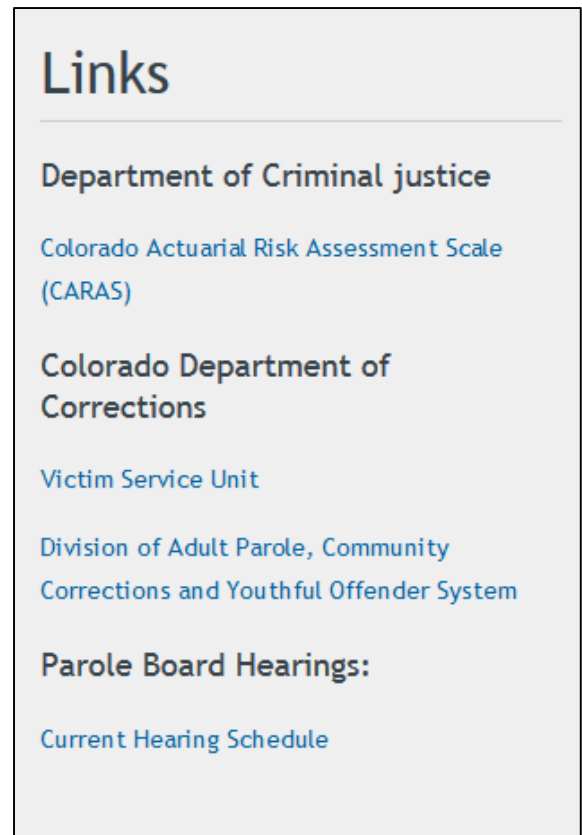 Links
Department of Criminal justice
Colorado Actuarial Risk Assessment Scale
(CARAS)
Colorado Department of
Corrections
Victim Service Unit
Division of Adult Parole, Community
Corrections and Youthful Offender System
Parole Board Hearings:
Current Hearing Schedule